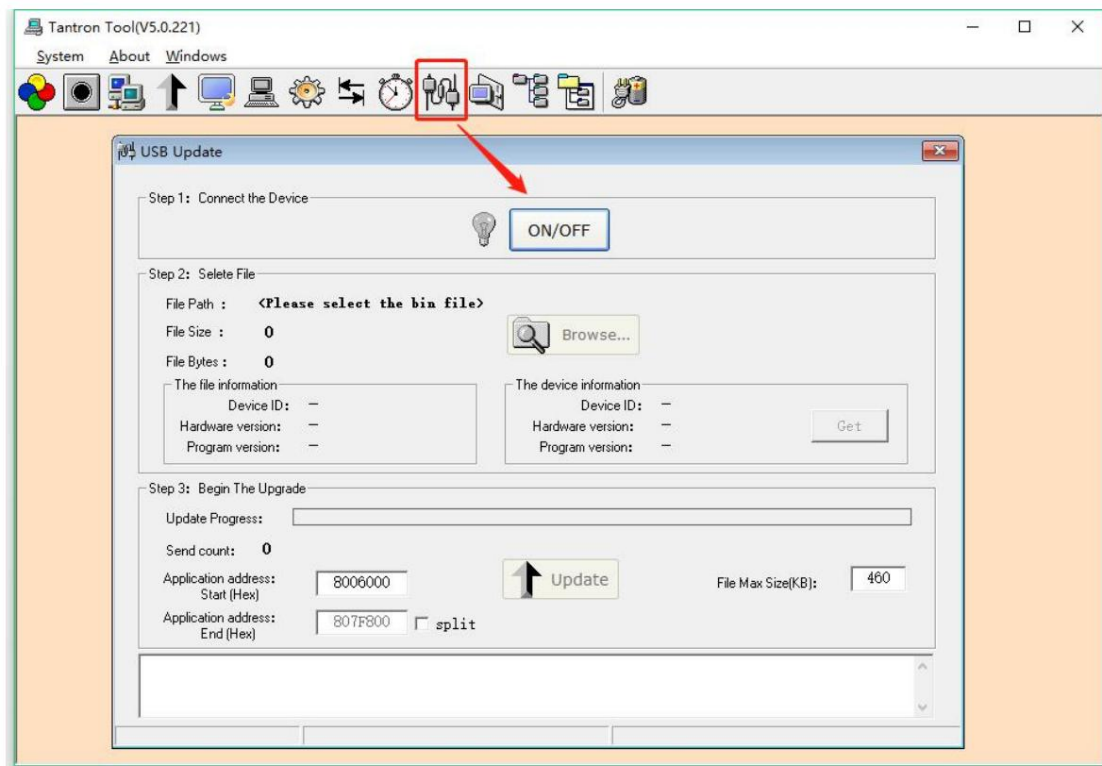 Tantron Tool(V5.0.221)
System About Windows
USB Update
Step 1: Connect the Device
ON/OFF
Step 2: Selete File
File Path : <Please select the bin file>
File Size : 0
Browse...
File Bytes : 0
The file information
Device ID: —
Hardware version: —
Program version: —
The device information
Device ID: —
Hardware version: —
Program version: —
Get
Step 3: Begin The Upgrade
Update Progress:
Send count: 0
Application address:
Start (Hex)
8006000
Update
File Max Size(KB): 460
Application address:
End (Hex)
807F800
split